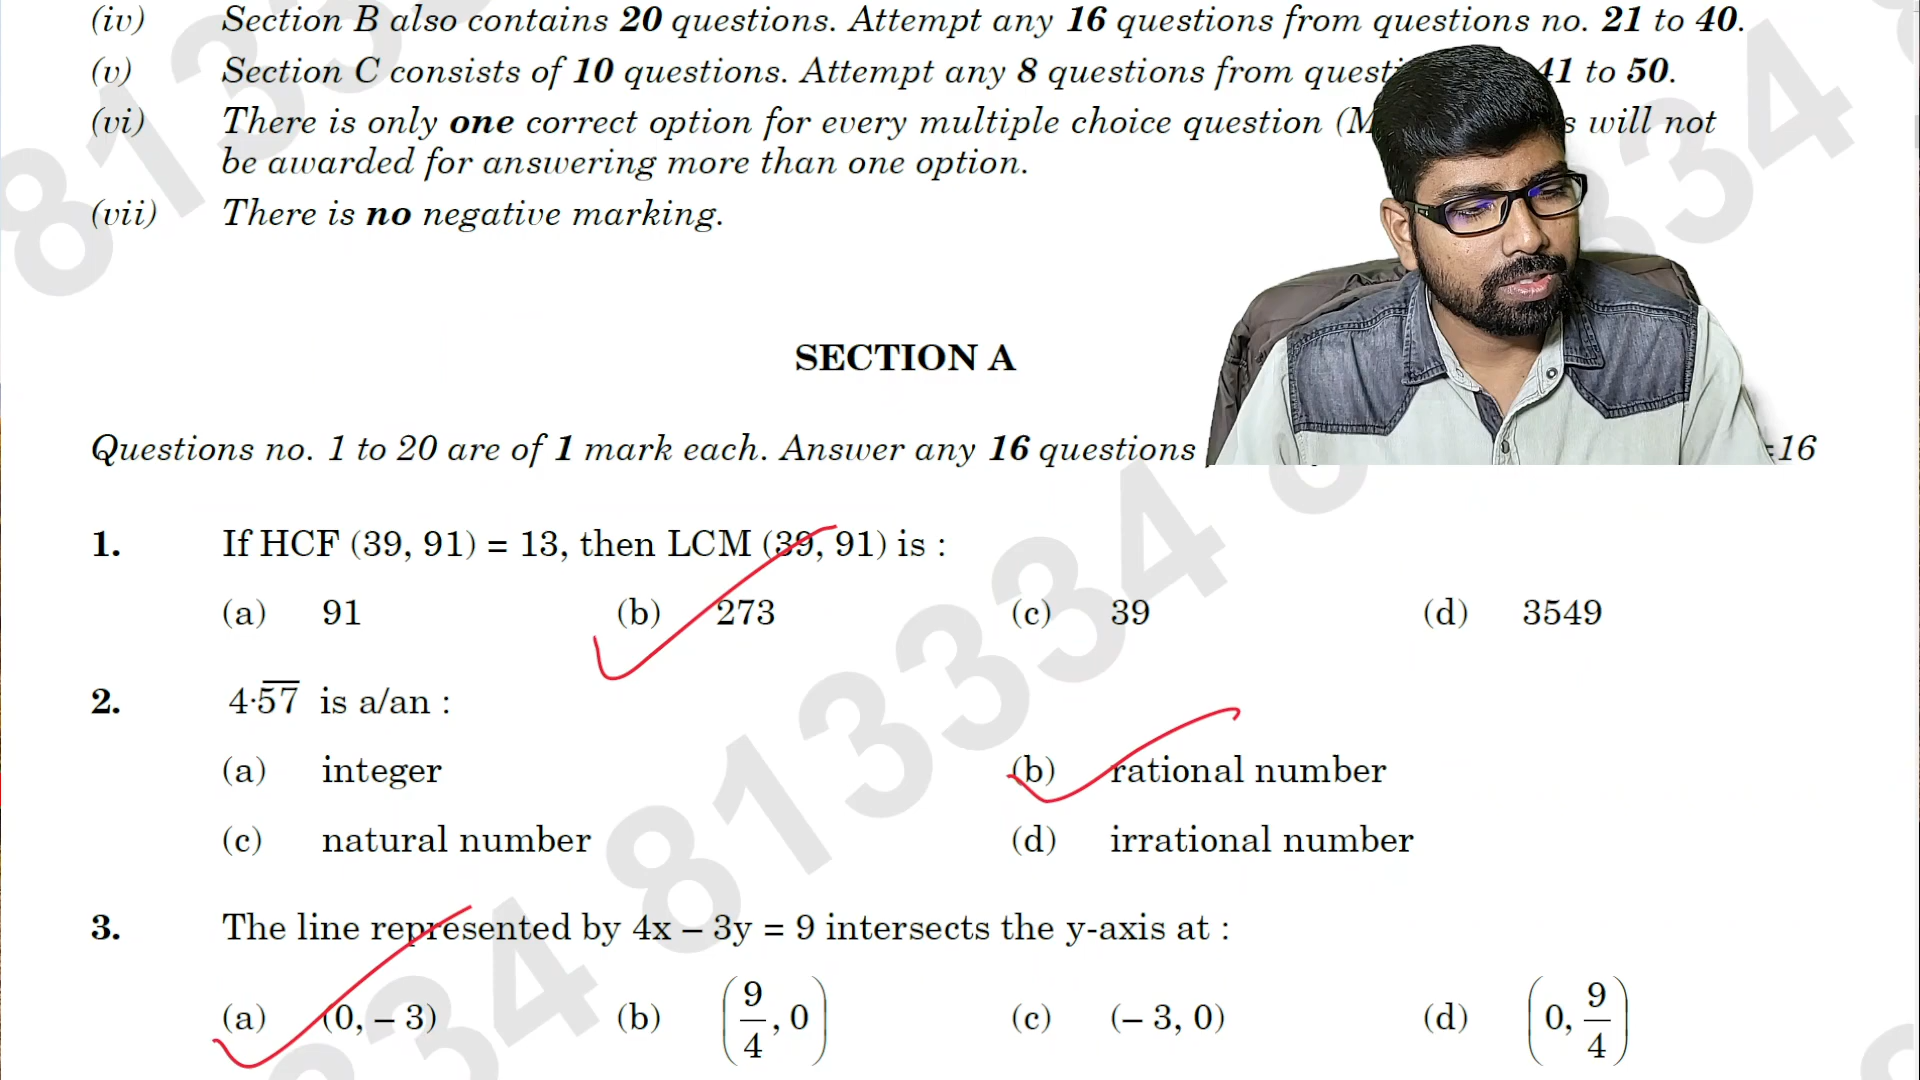 (iv) Section B also contains 20 questions. Attempt any 16 questions from questions no. 21 to 40.
(v) Section C consists of 10 questions. Attempt any 8 questions from 41 to 50.
(vi) There is only one correct option for every multiple choice question will not
be awarded for answering more than one option.
(vii) There is no negative marking.
SECTION A
Questions no. 1 to 20 are of 1 mark each. Answer any 16 questions =16
1. If HCF (39, 91) = 13, then LCM (39, 91) is :
(a) 91 (b) 273 (c) 39 (d) 3549
2. 4·5̅7̅ is a/an :
(a) integer (b) rational number
(c) natural number (d) irrational number
3. The line represented by 4x – 3y = 9 intersects the y-axis at :
(a) (0, – 3) (b) (9/4, 0) (c) (– 3, 0) (d) (0, 9/4)
81334